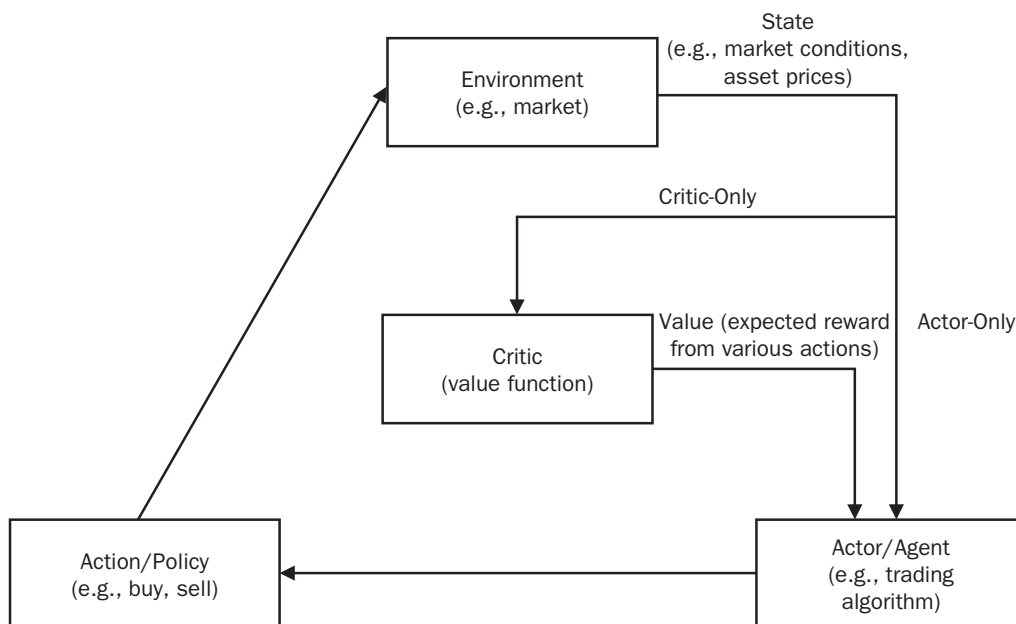 State
(e.g., market conditions,
asset prices)
Environment
(e.g., market)
Critic-Only
Value (expected reward
from various actions)
Actor-Only
Critic
(value function)
Action/Policy
(e.g., buy, sell)
Actor/Agent
(e.g., trading
algorithm)